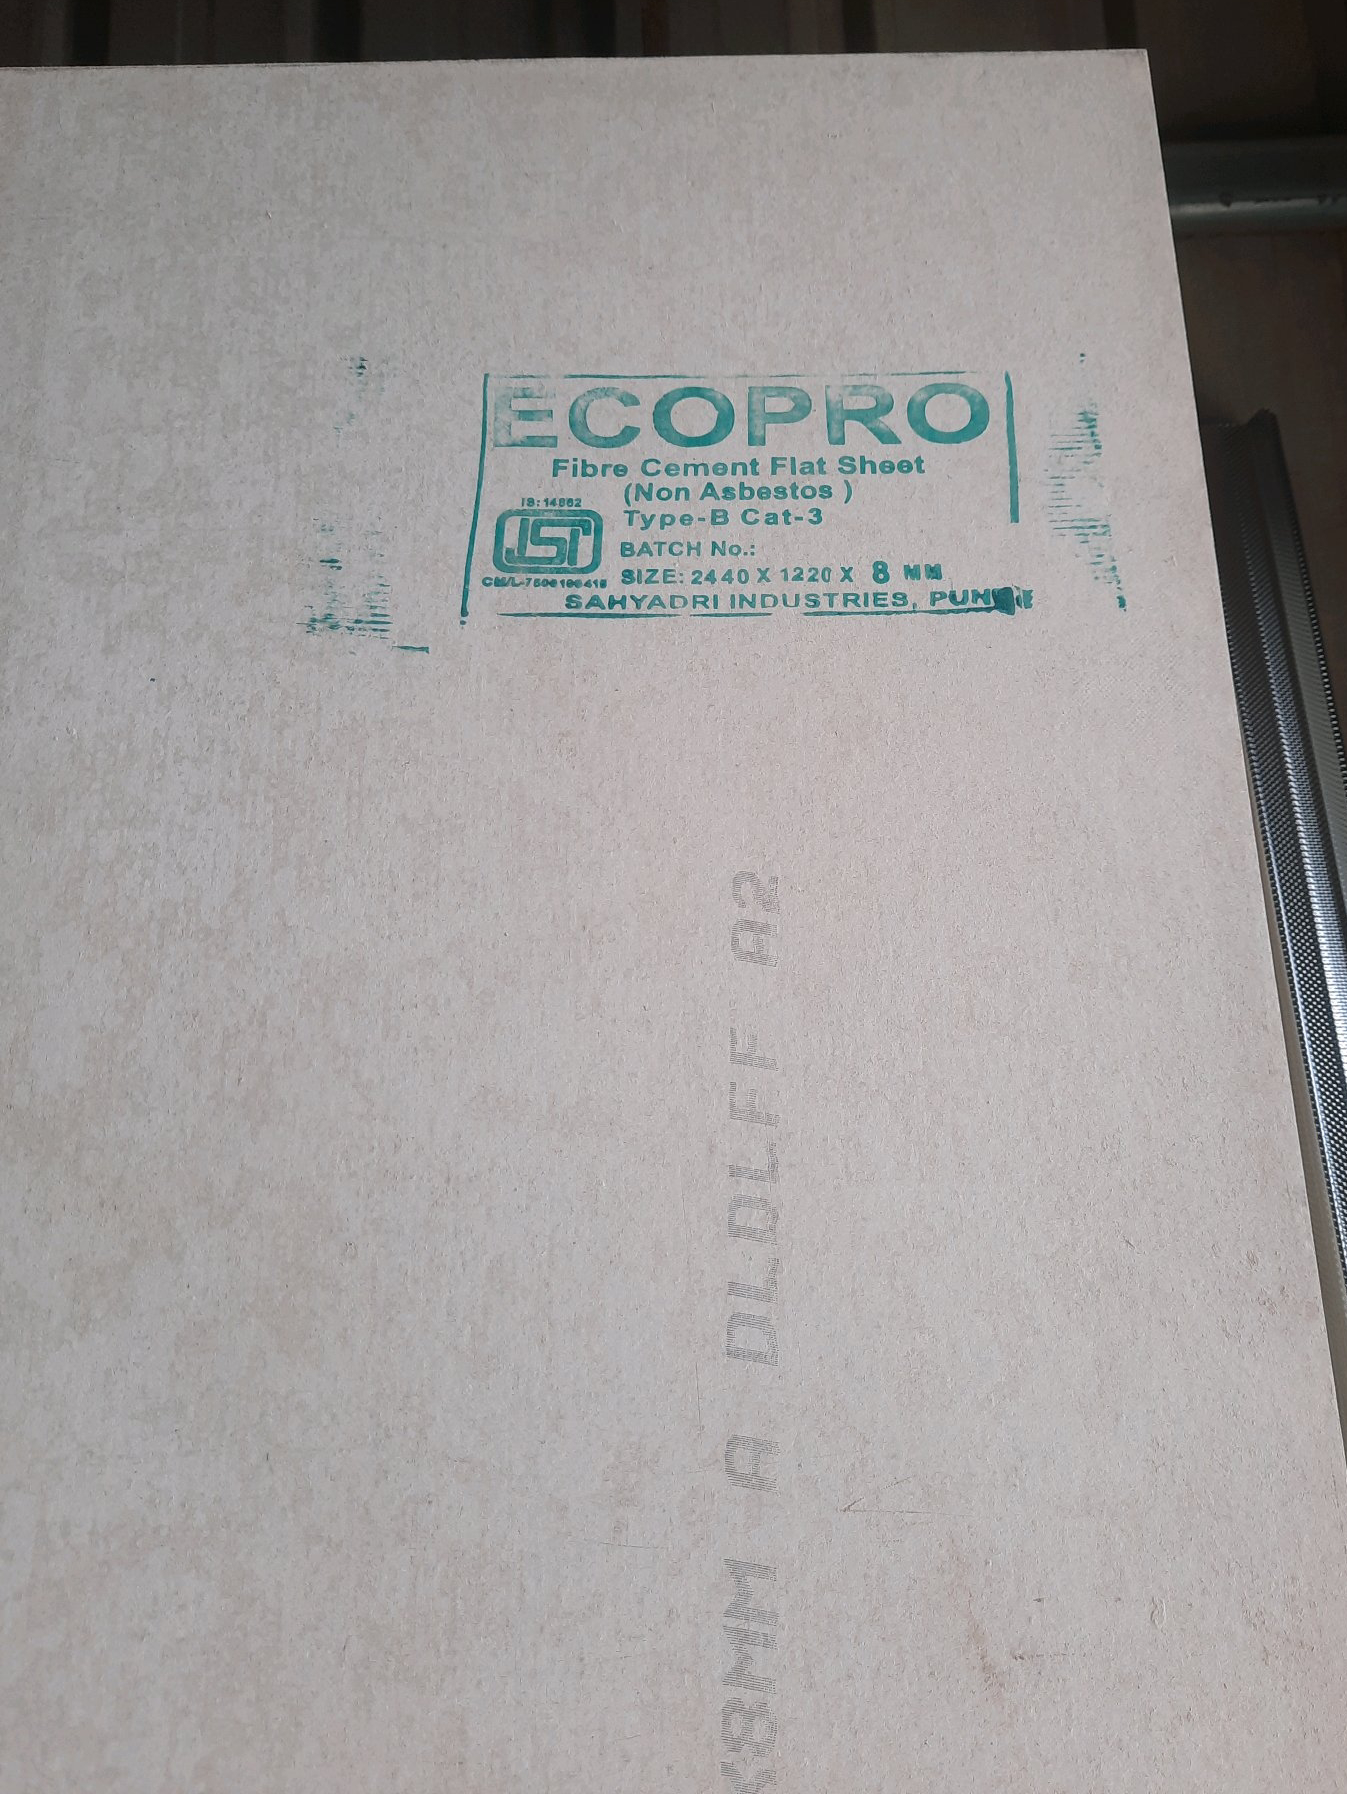 ECOPRO
Fibre Cement Flat Sheet
(Non Asbestos )
IS:14862
Type-B Cat-3
ISI
BATCH No.:
SIZE: 2440 X 1220 X 8 MM
SAHYADRI INDUSTRIES, PUNE
X8MM A DLDLFF A2